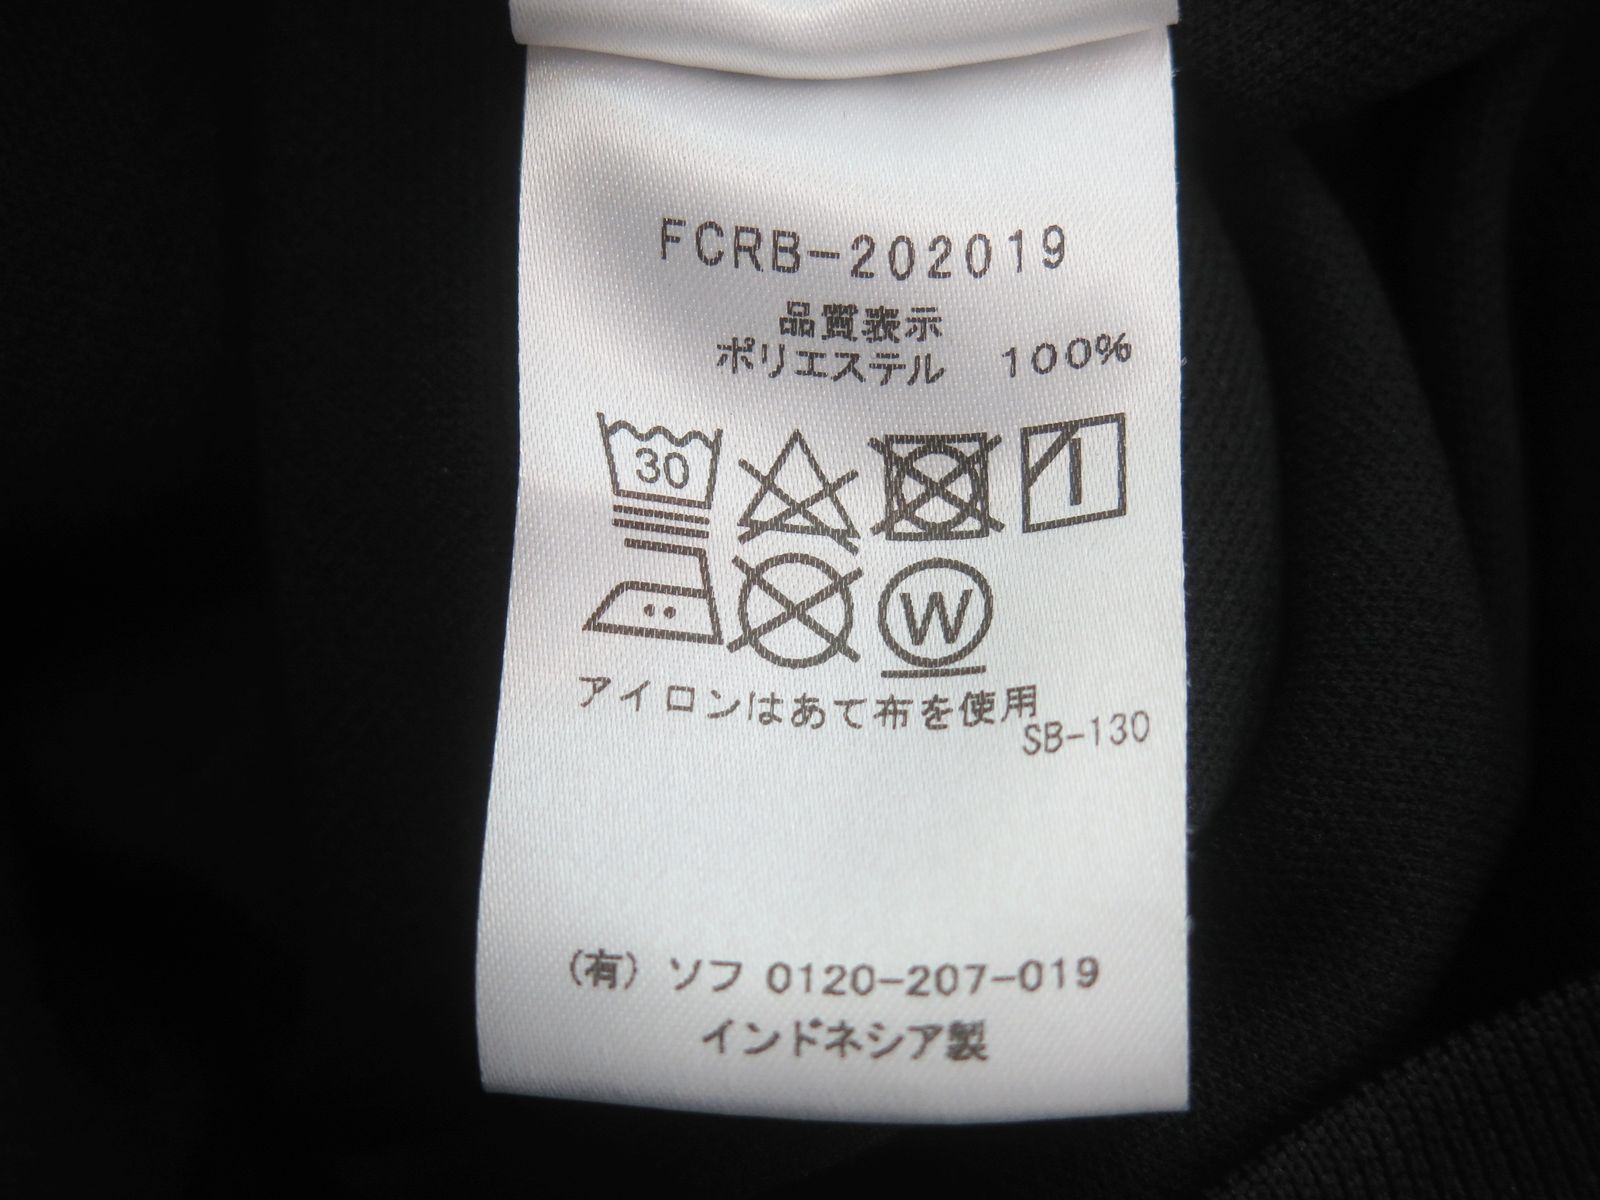 FCRB-202019
品質表示
ポリエステル 100%
30
W
アイロンはあて布を使用
SB-130
(有) ソフ 0120-207-019
インドネシア製